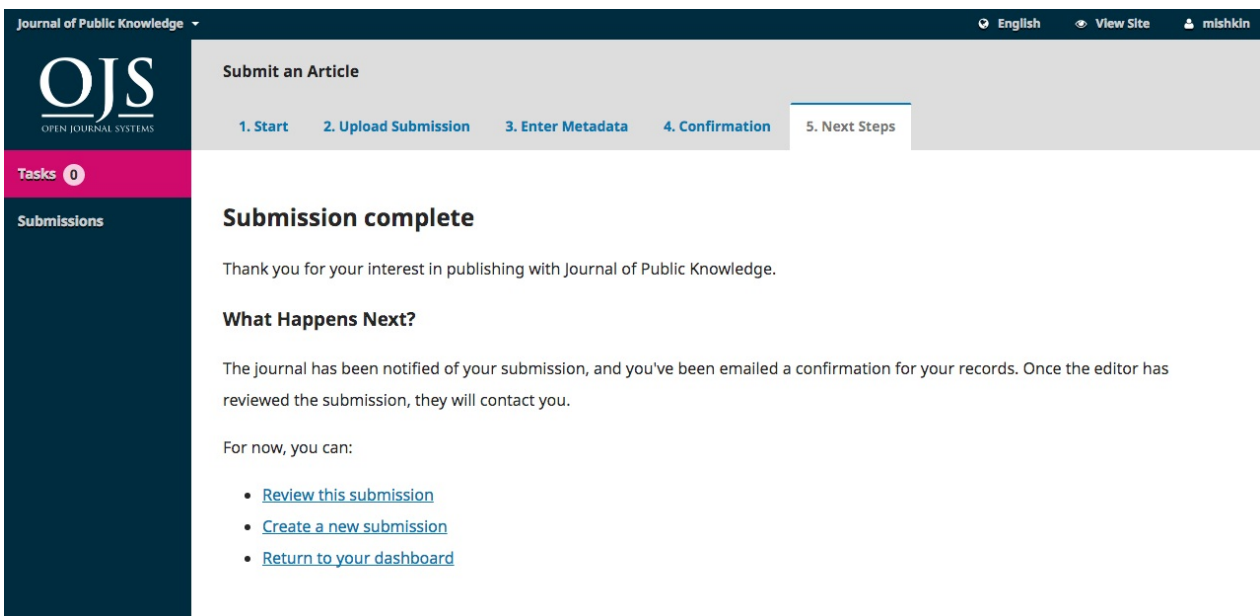 Journal of Public Knowledge
English
View Site
mishkin
OJS
OPEN JOURNAL SYSTEMS
Submit an Article
1. Start
2. Upload Submission
3. Enter Metadata
4. Confirmation
5. Next Steps
Tasks 0
Submissions
Submission complete
Thank you for your interest in publishing with Journal of Public Knowledge.
What Happens Next?
The journal has been notified of your submission, and you've been emailed a confirmation for your records. Once the editor has
reviewed the submission, they will contact you.
For now, you can:
• Review this submission
• Create a new submission
• Return to your dashboard